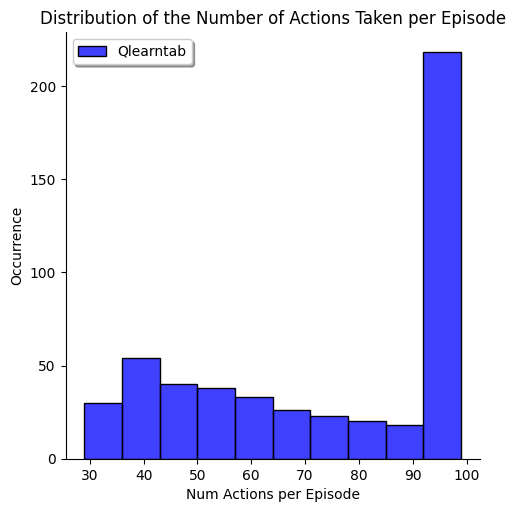 Distribution of the Number of Actions Taken per Episode
Qlearntab
200
150
100
50
0
Occurrence
30 40 50 60 70 80 90 100
Num Actions per Episode